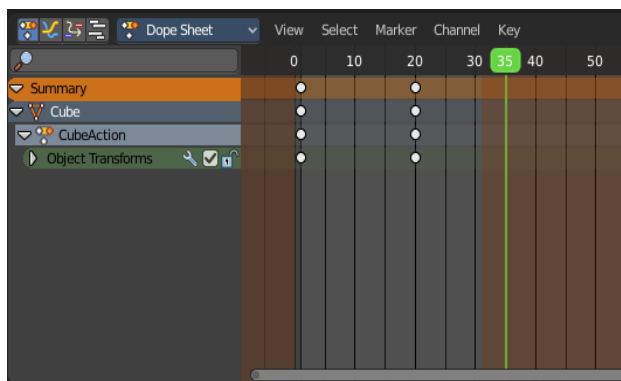 Dope Sheet View Select Marker Channel Key
0 10 20 30 35 40 50
Summary
Cube
CubeAction
Object Transforms